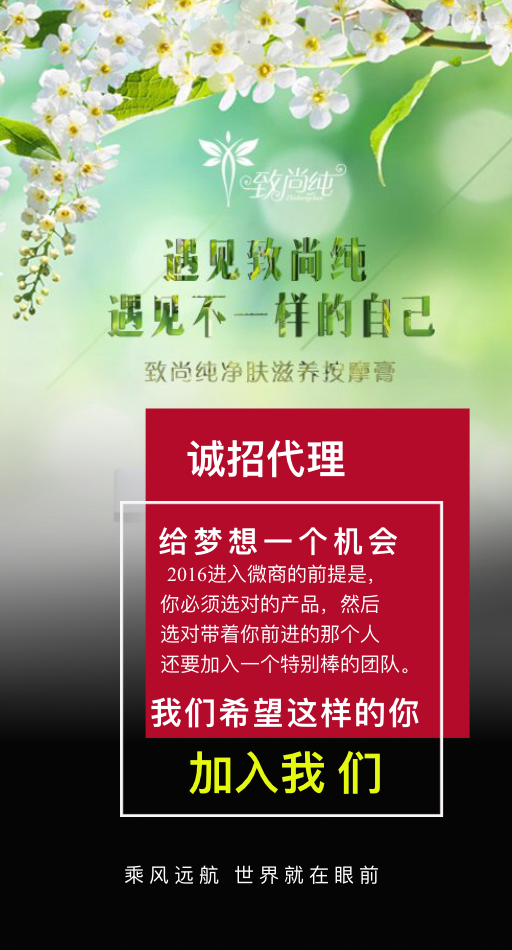 致尚纯
遇见致尚纯
遇见不一样的自己
致尚纯净肤滋养按摩膏
诚招代理
给梦想一个机会
2016进入微商的前提是，
你必须选对的产品，然后
选对带着你前进的那个人
还要加入一个特别棒的团队。
我们希望这样的你
加入我们
乘风远航 世界就在眼前